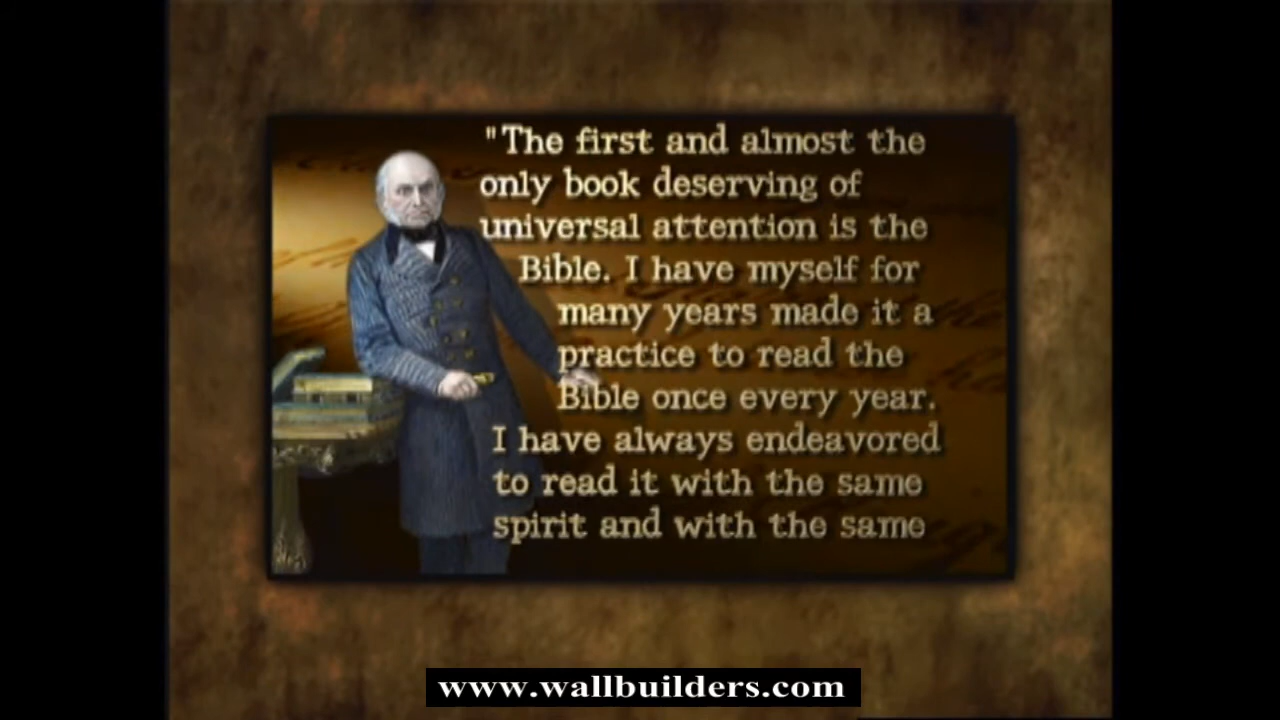 "The first and almost the
only book deserving of
universal attention is the
Bible. I have myself for
many years made it a
practice to read the
Bible once every year.
I have always endeavored
to read it with the same
spirit and with the same
www.wallbuilders.com